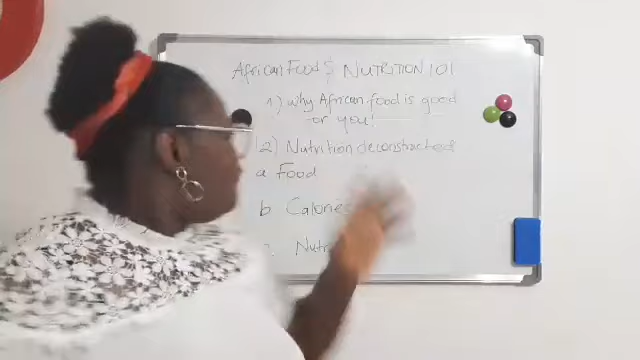 African Food & NUTRITION 101
1) Why African food is good
for you!
2) Nutrition deconstructed
a Food
b Calories